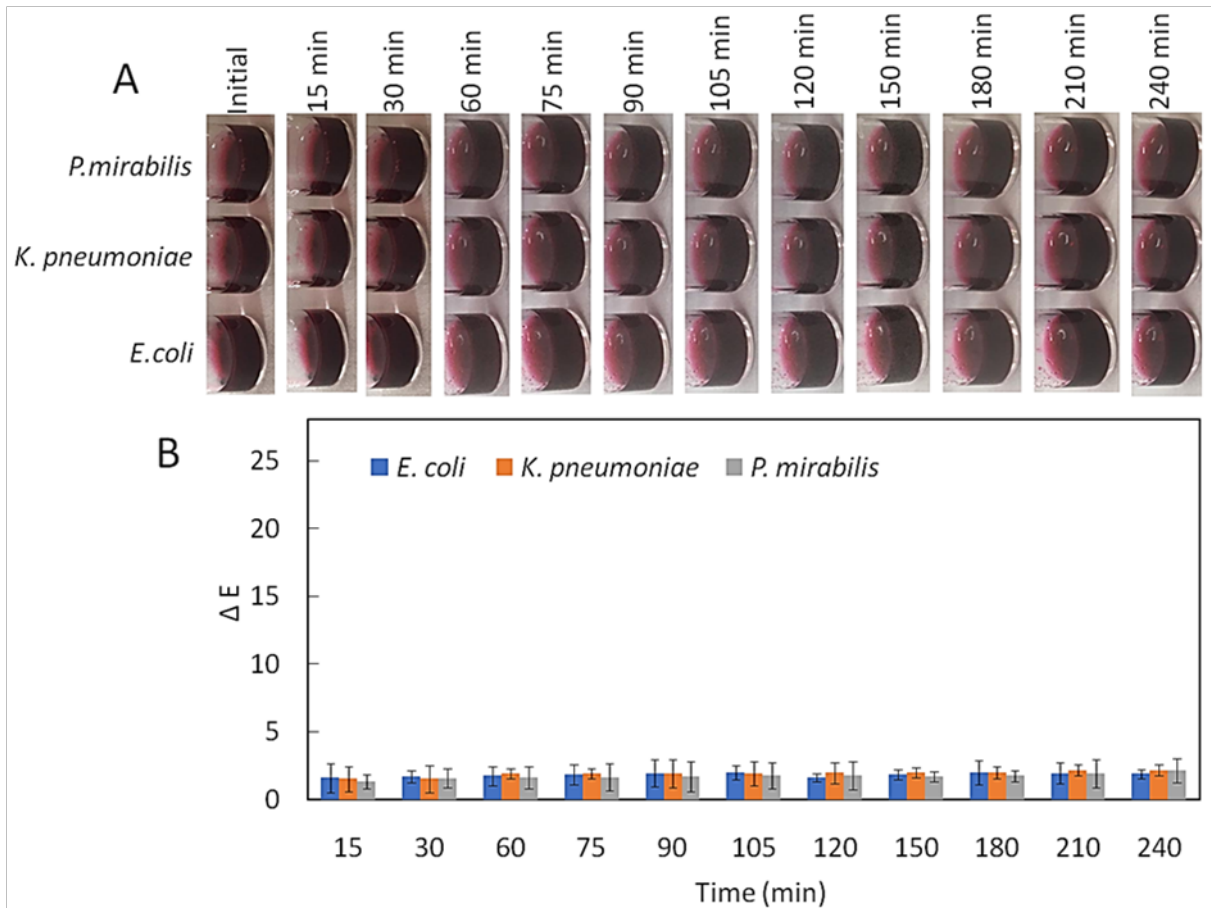 A
Initial
15 min
30 min
60 min
75 min
90 min
105 min
120 min
150 min
180 min
210 min
240 min
P.mirabilis
K. pneumoniae
E.coli
B
E. coli K. pneumoniae P. mirabilis
25
20
15
10
5
0
Δ E
15 30 60 75 90 105 120 150 180 210 240
Time (min)